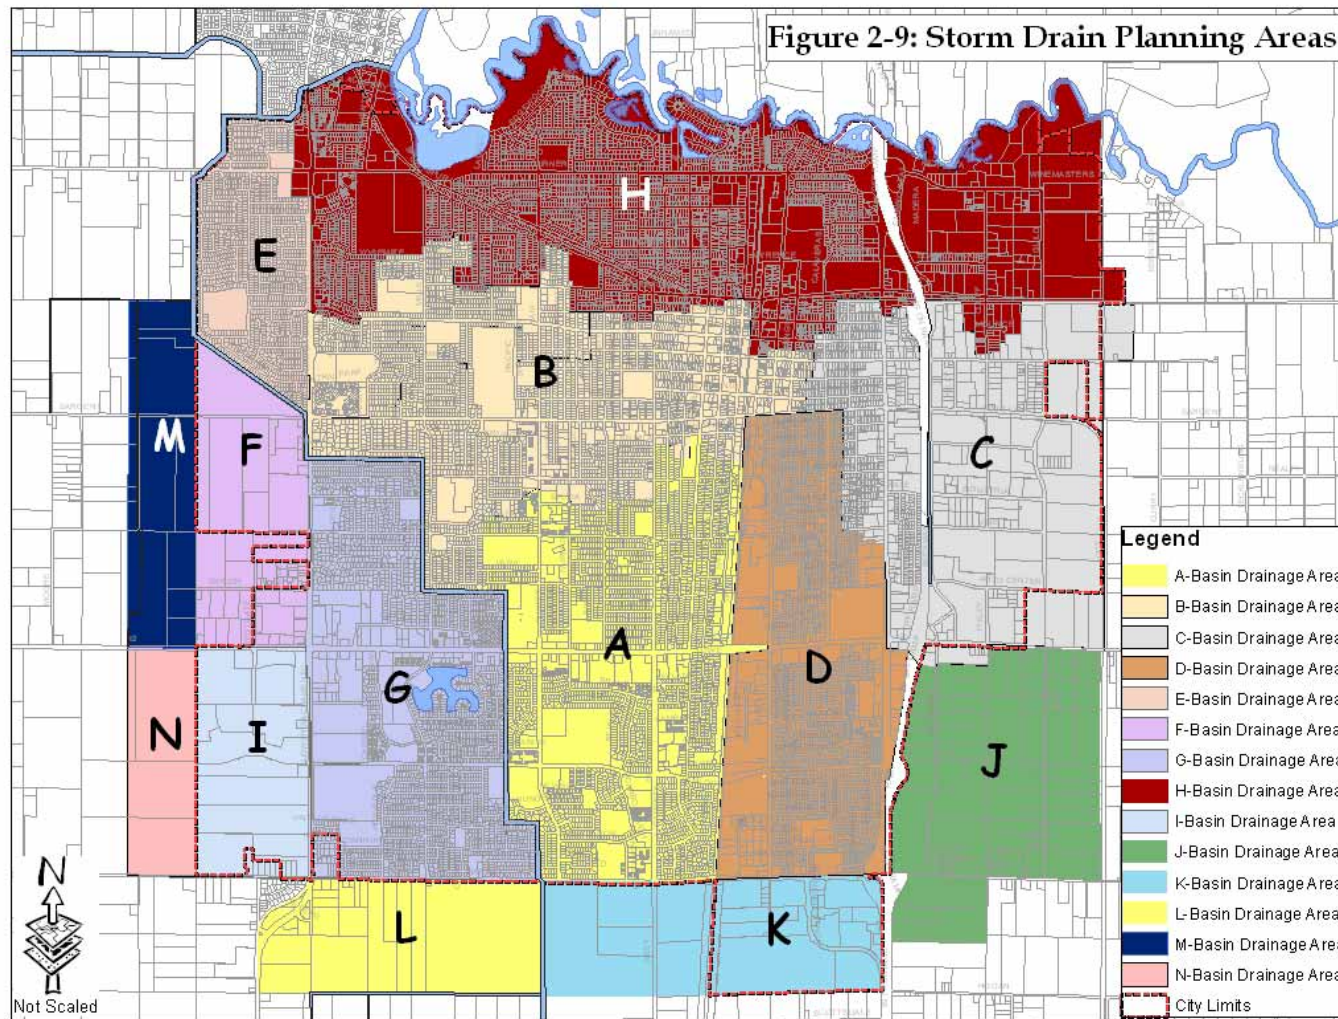 Figure 2-9: Storm Drain Planning Areas
WINEMASTERS
MADERA
H
E
B
M
F
C
A
D
G
N
I
J
L
K
N
Not Scaled
Legend
A-Basin Drainage Area
B-Basin Drainage Area
C-Basin Drainage Area
D-Basin Drainage Area
E-Basin Drainage Area
F-Basin Drainage Area
G-Basin Drainage Area
H-Basin Drainage Area
I-Basin Drainage Area
J-Basin Drainage Area
K-Basin Drainage Area
L-Basin Drainage Area
M-Basin Drainage Area
N-Basin Drainage Area
City Limits